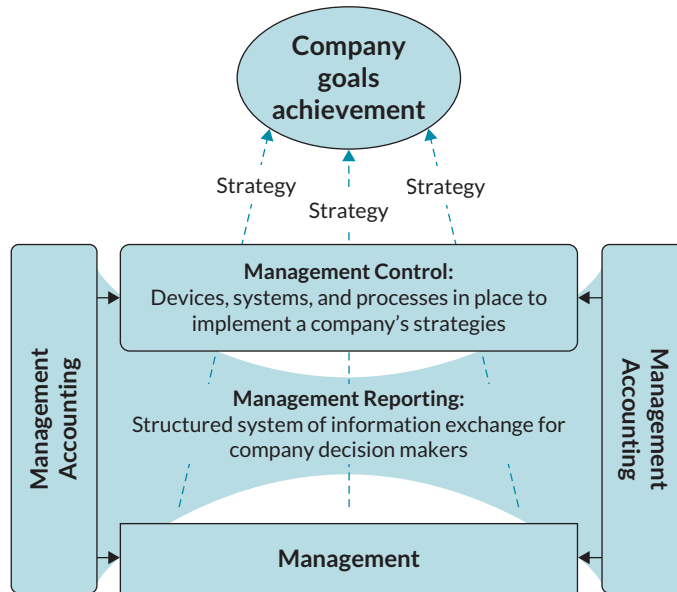 Company
goals
achievement
Strategy
Strategy
Strategy
Management Control:
Devices, systems, and processes in place to
implement a company’s strategies
Management
Accounting
Management Reporting:
Structured system of information exchange for
company decision makers
Management
Accounting
Management